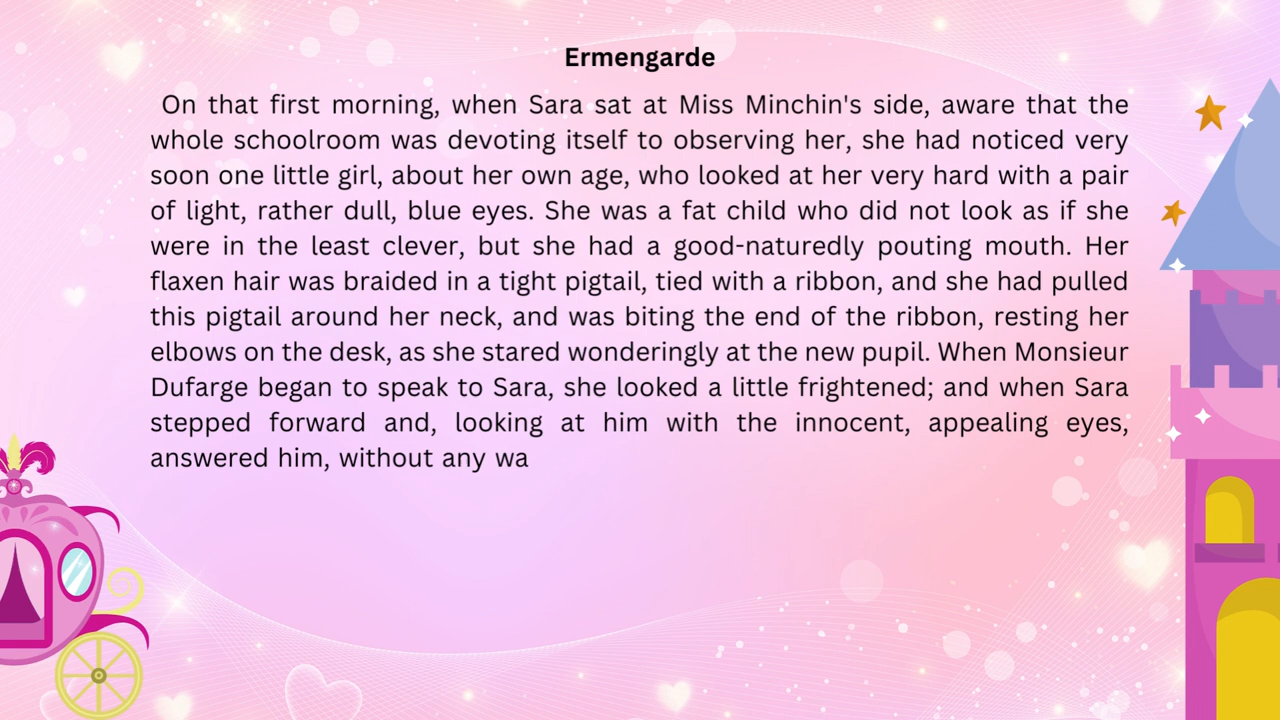 Ermengarde
On that first morning, when Sara sat at Miss Minchin's side, aware that the
whole schoolroom was devoting itself to observing her, she had noticed very
soon one little girl, about her own age, who looked at her very hard with a pair
of light, rather dull, blue eyes. She was a fat child who did not look as if she
were in the least clever, but she had a good-naturedly pouting mouth. Her
flaxen hair was braided in a tight pigtail, tied with a ribbon, and she had pulled
this pigtail around her neck, and was biting the end of the ribbon, resting her
elbows on the desk, as she stared wonderingly at the new pupil. When Monsieur
Dufarge began to speak to Sara, she looked a little frightened; and when Sara
stepped forward and, looking at him with the innocent, appealing eyes,
answered him, without any wa